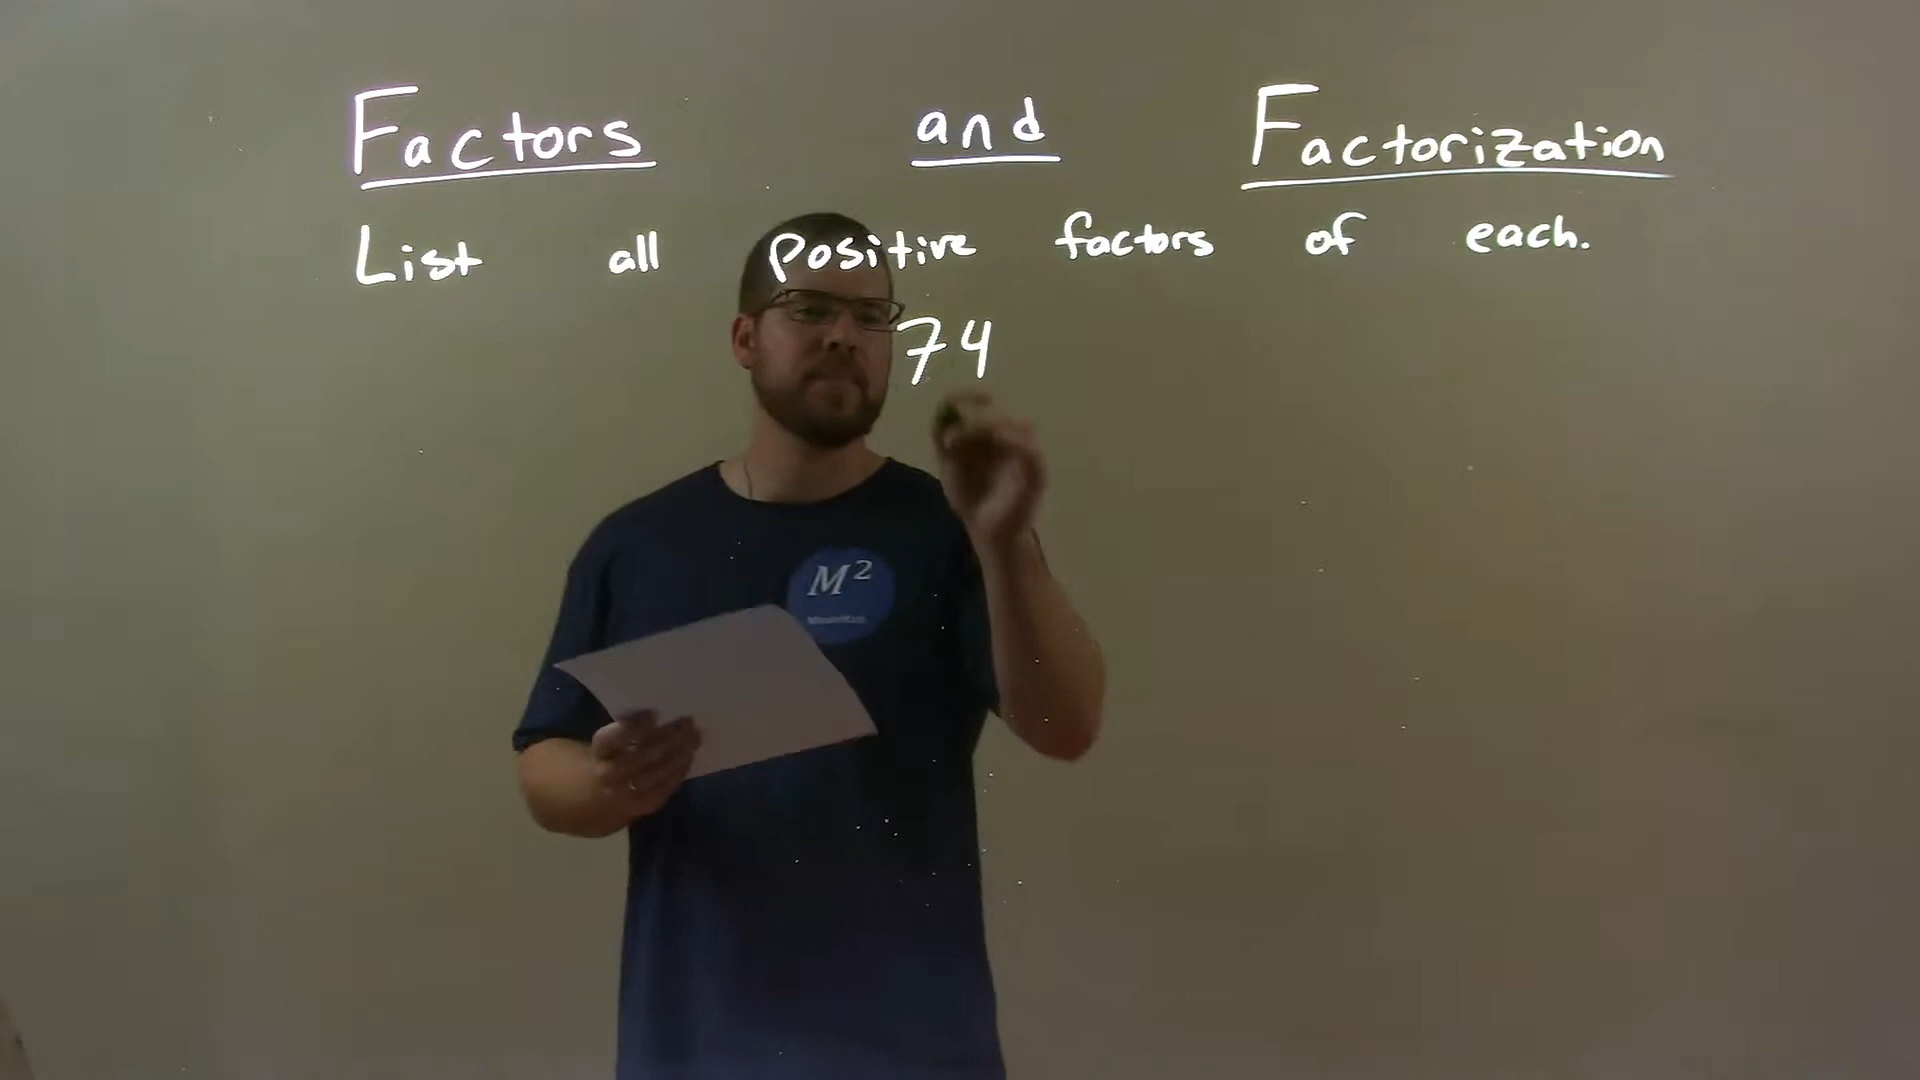 Factors and Factorization
List all positive factors of each.
74
M²